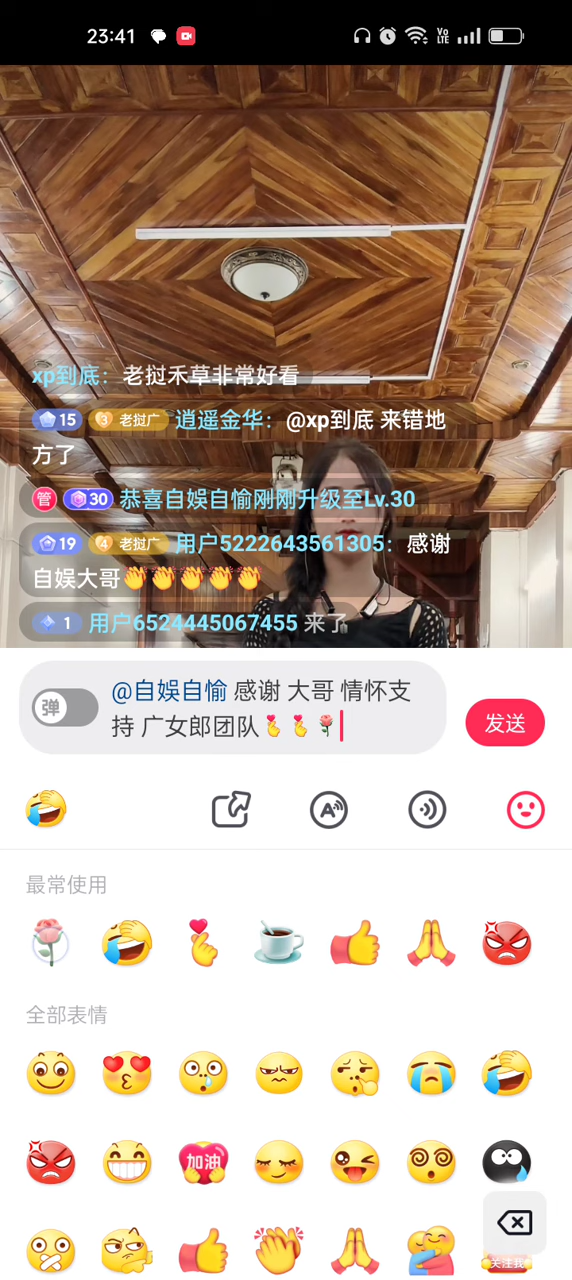 23:41
Vo
LTE
xp到底：老挝禾草非常好看
15 3 老挝广 逍遥金华：@xp到底 来错地
方了
管 30 恭喜自娱自愉刚刚升级至Lv.30
19 4 老挝广 用户5222643561305：感谢
自娱大哥
1 用户6524445067455 来了
弹 @自娱自愉 感谢 大哥 情怀支
持 广女郎团队
发送
A
最常使用
全部表情
加油
关注我